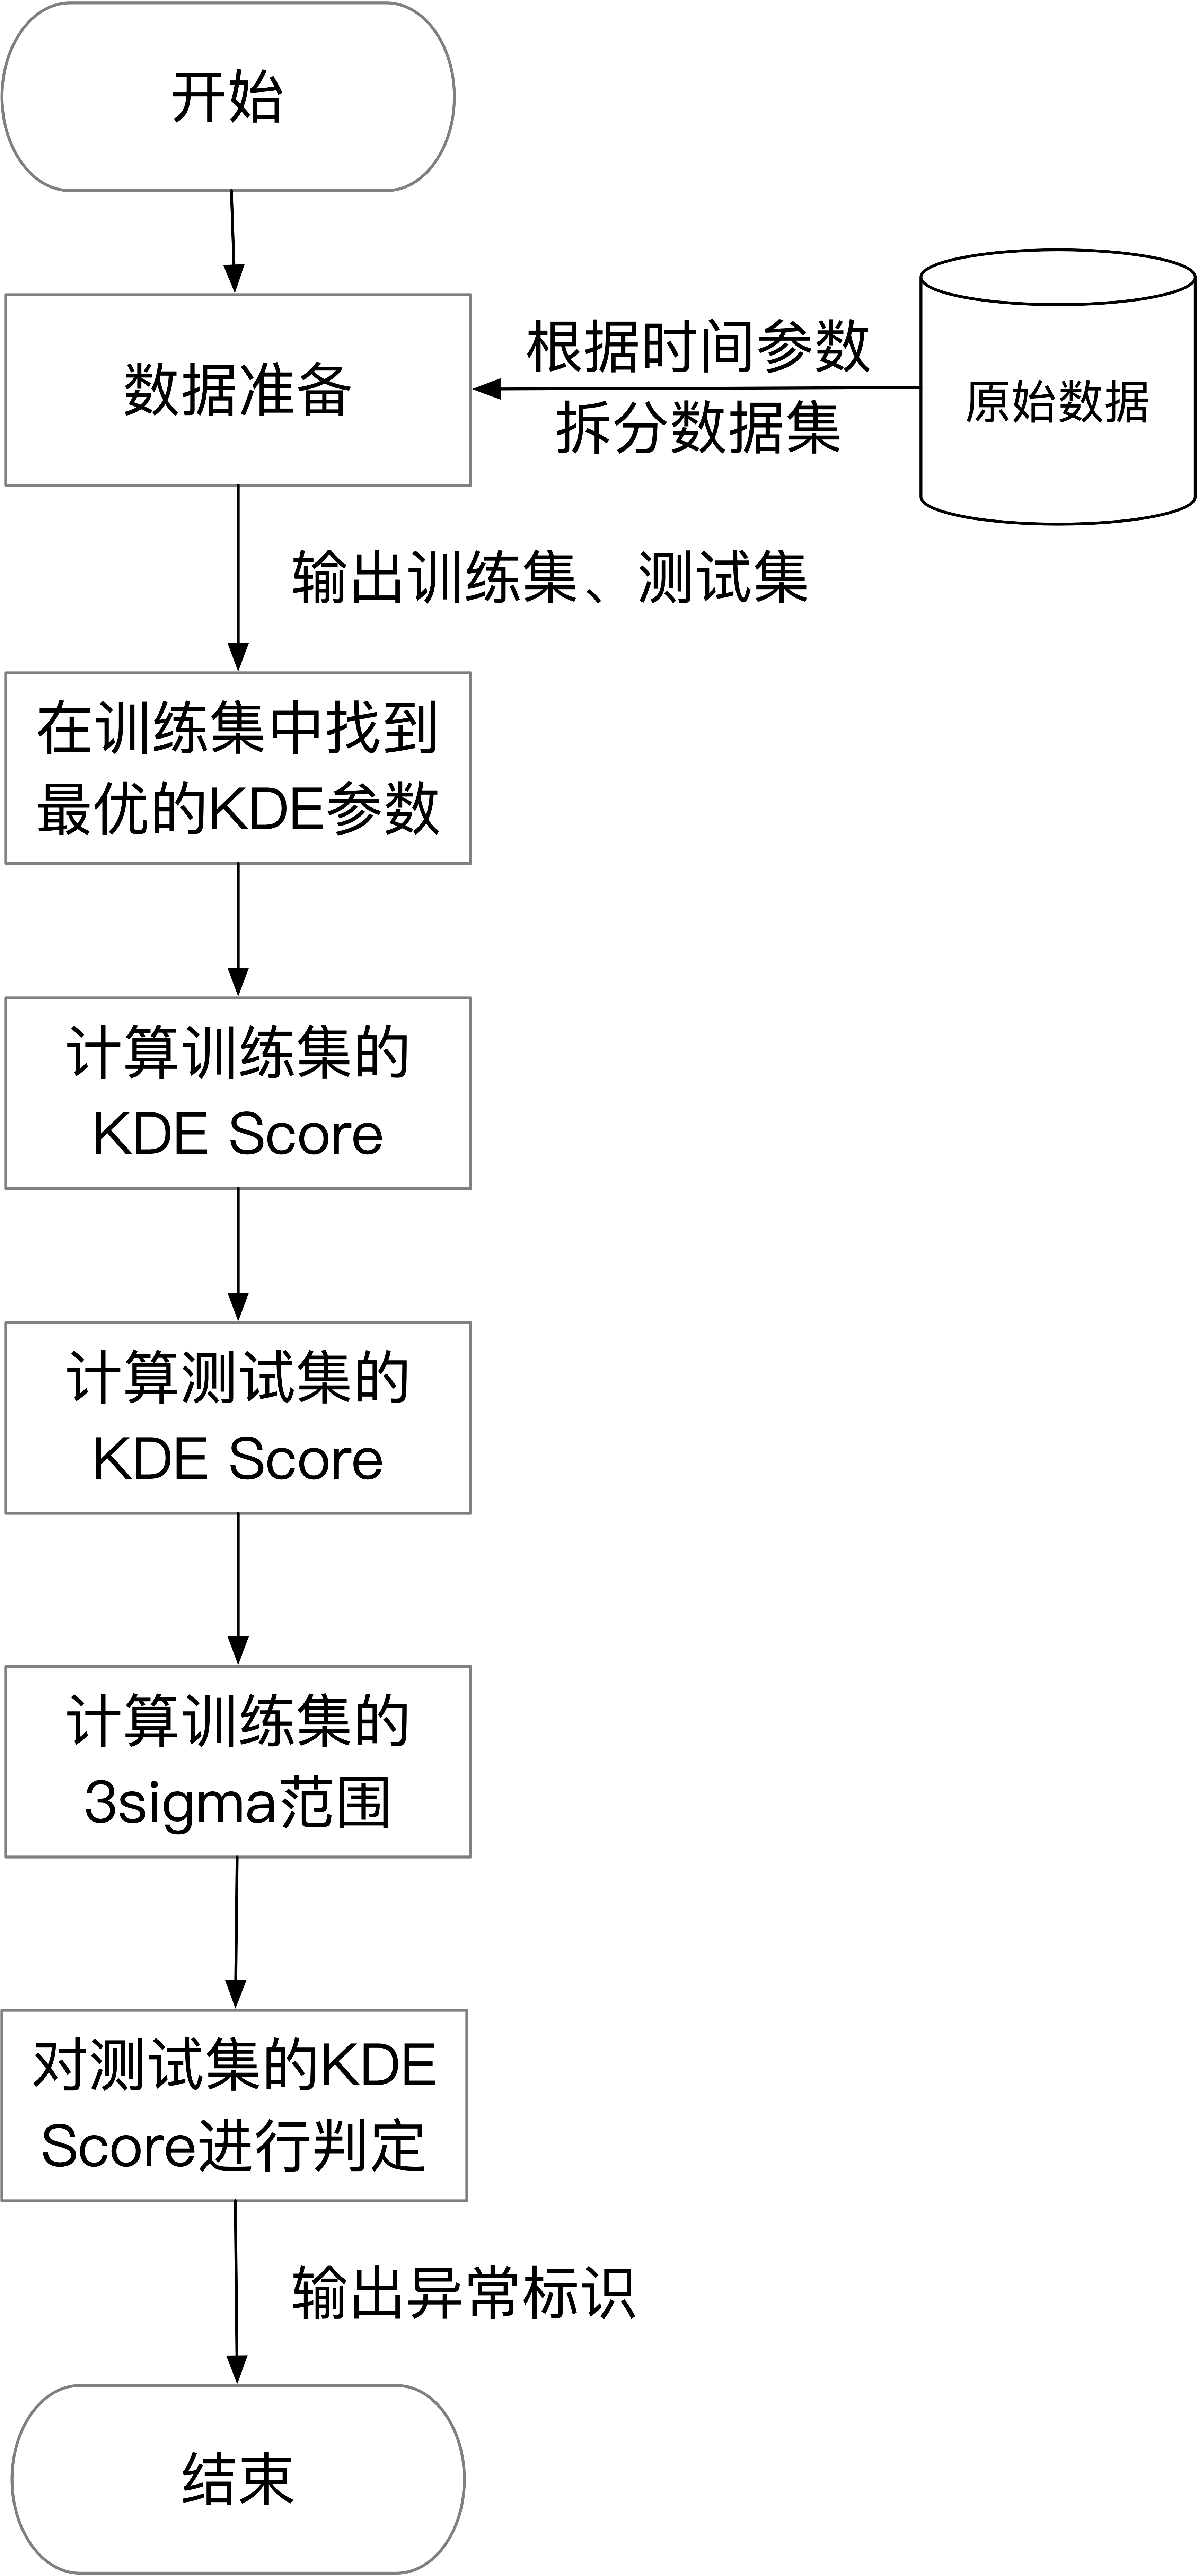 开始
数据准备
根据时间参数
拆分数据集
原始数据
输出训练集、测试集
在训练集中找到
最优的KDE参数
计算训练集的
KDE Score
计算测试集的
KDE Score
计算训练集的
3sigma范围
对测试集的KDE
Score进行判定
输出异常标识
结束